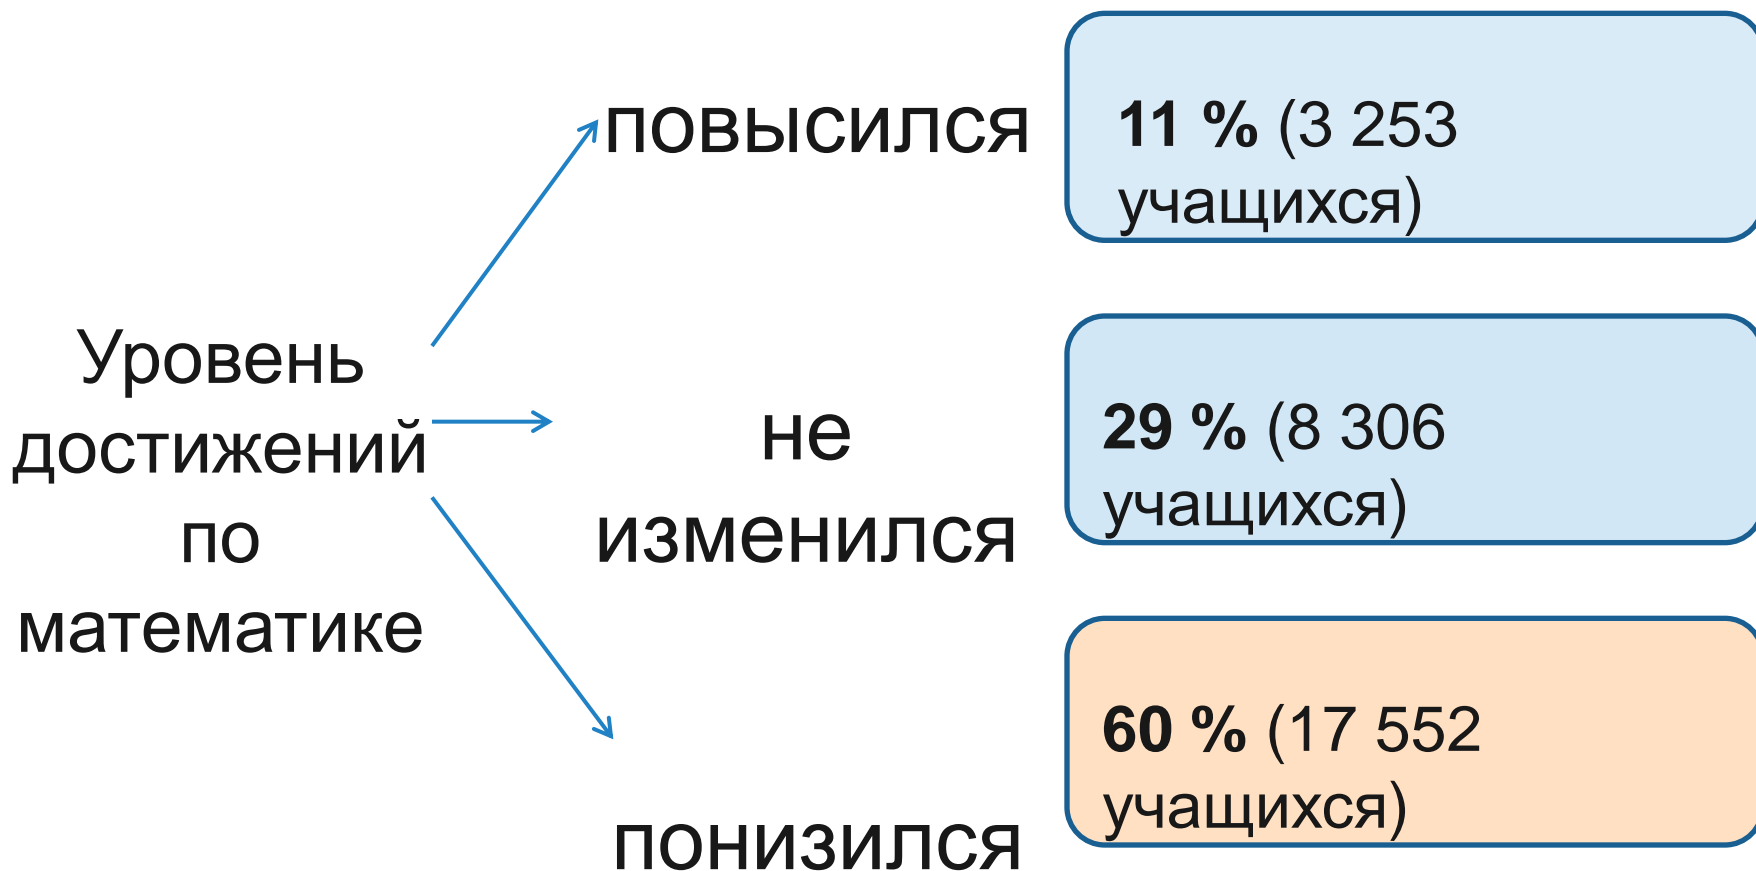 Уровень
достижений
по
математике
повысился
11 % (3 253
учащихся)
не
изменился
29 % (8 306
учащихся)
понизился
60 % (17 552
учащихся)